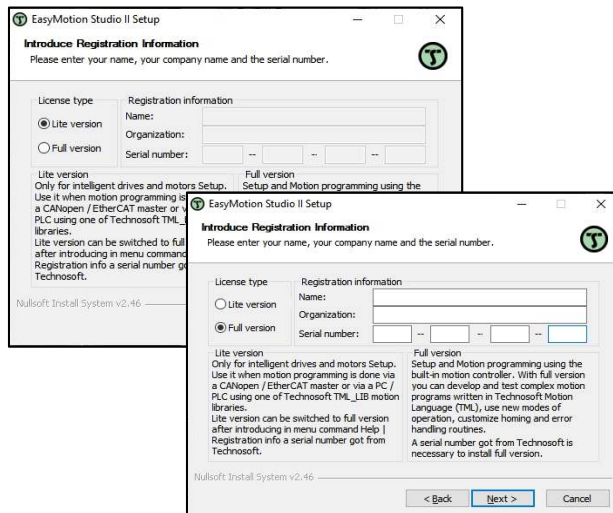 EasyMotion Studio II Setup
Introduce Registration Information
Please enter your name, your company name and the serial number.
License type
Lite version
Full version
Registration information
Name:
Organization:
Serial number:
-- -- --
Lite version
Only for intelligent drives and motors Setup.
Use it when motion programming is
a CANopen / EtherCAT master or v
PLC using one of Technosoft TML_L
libraries.
Lite version can be switched to full
after introducing in menu command
Registration info a serial number go
Technosoft.
Full version
Setup and Motion programming using the
Nullsoft Install System v2.46
EasyMotion Studio II Setup
Introduce Registration Information
Please enter your name, your company name and the serial number.
License type
Lite version
Full version
Registration information
Name:
Organization:
Serial number:
-- -- --
Lite version
Only for intelligent drives and motors Setup.
Use it when motion programming is done via
a CANopen / EtherCAT master or via a PC /
PLC using one of Technosoft TML_LIB motion
libraries.
Lite version can be switched to full version
after introducing in menu command Help |
Registration info a serial number got from
Technosoft.
Full version
Setup and Motion programming using the
built-in motion controller. With full version
you can develop and test complex motion
programs written in Technosoft Motion
Language (TML), use new modes of
operation, customize homing and error
handling routines.
A serial number got from Technosoft is
necessary to install full version.
Nullsoft Install System v2.46
< Back
Next >
Cancel